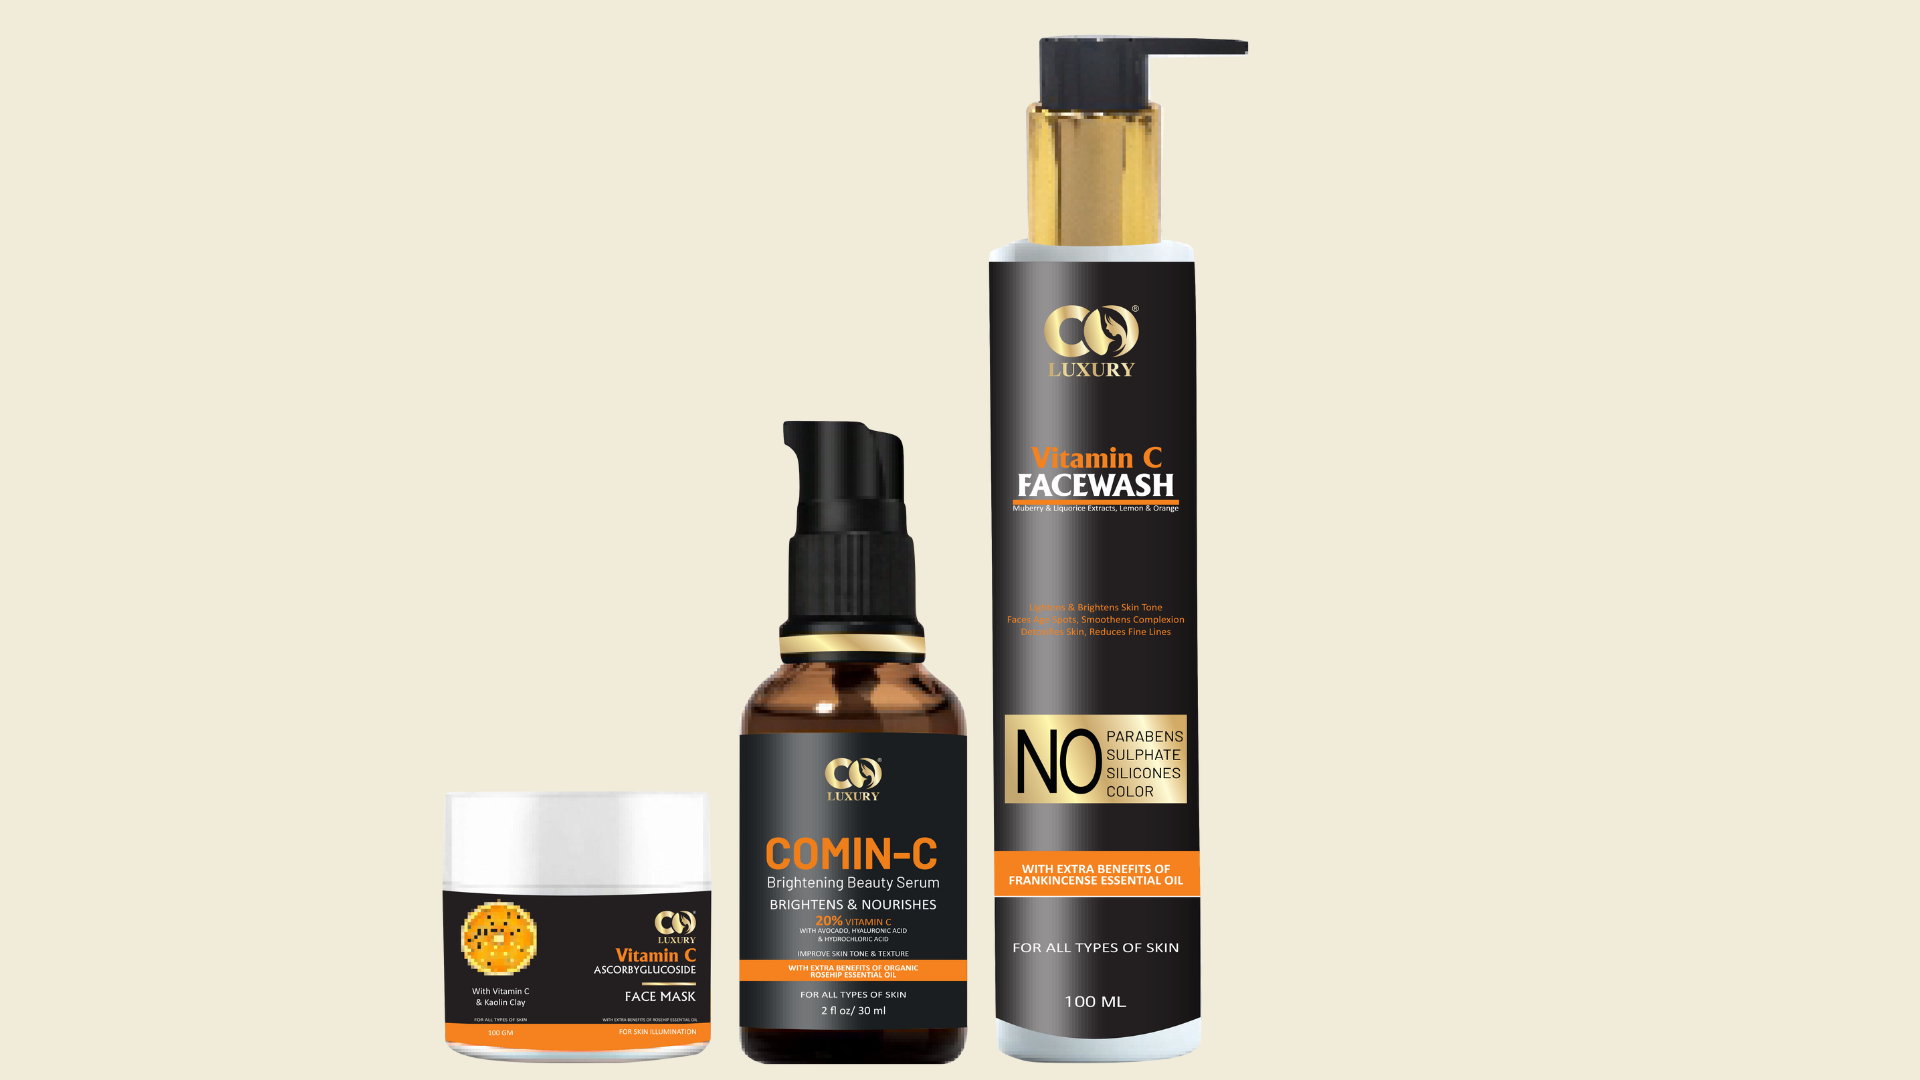 CO
LUXURY
Vitamin C
ASCORBYGLUCOSIDE
FACE MASK
With Vitamin C
& Kaolin Clay
FOR ALL TYPES OF SKIN
WITH EXTRA BENEFITS OF ROSEHIP ESSENTIAL OIL
100 GM
FOR SKIN ILLUMINATION
CO
LUXURY
COMIN-C
Brightening Beauty Serum
BRIGHTENS & NOURISHES
20% VITAMIN C
WITH AVOCADO, HYALURONIC ACID
& HYDROCHLORIC ACID
IMPROVE SKIN TONE & TEXTURE
WITH EXTRA BENEFITS OF ORGANIC
ROSEHIP ESSENTIAL OIL
FOR ALL TYPES OF SKIN
2 fl oz/ 30 ml
CO®
LUXURY
Vitamin C
FACEWASH
Muberry & Liquorice Extracts, Lemon & Orange
& Brightens Skin Tone
Faces Age Spots, Smoothens Complexion
Skin, Reduces Fine Lines
NO
PARABENS
SULPHATE
SILICONES
COLOR
WITH EXTRA BENEFITS OF
FRANKINCENSE ESSENTIAL OIL
FOR ALL TYPES OF SKIN
100 ML